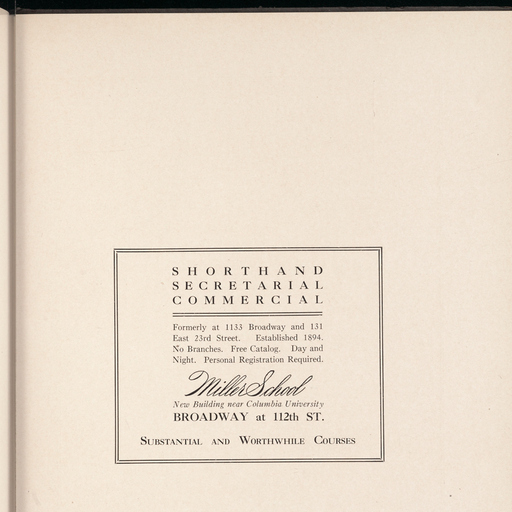 SHORTHAND
SECRETARIAL
COMMERCIAL
Formerly at 1133 Broadway and 131
East 23rd Street. Established 1894.
No Branches. Free Catalog. Day and
Night. Personal Registration Required.
Miller School
New Building near Columbia University
BROADWAY at 112th ST.
SUBSTANTIAL AND WORTHWHILE COURSES